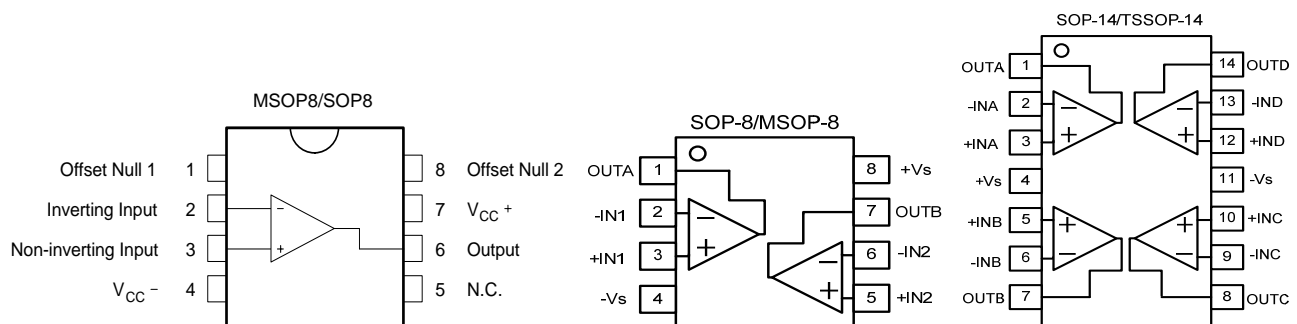 MSOP8/SOP8
Offset Null 1 1 8 Offset Null 2
Inverting Input 2 − 7 VCC +
Non-inverting Input 3 + 6 Output
VCC − 4 5 N.C.
SOP-8/MSOP-8
OUTA 1 8 +Vs
-IN1 2 − 7 OUTB
+IN1 3 + − 6 -IN2
-Vs 4 + 5 +IN2
SOP-14/TSSOP-14
OUTA 1 14 OUTD
-INA 2 − − 13 -IND
+INA 3 + + 12 +IND
+Vs 4 11 -Vs
+INB 5 + + 10 +INC
-INB 6 − − 9 -INC
OUTB 7 8 OUTC